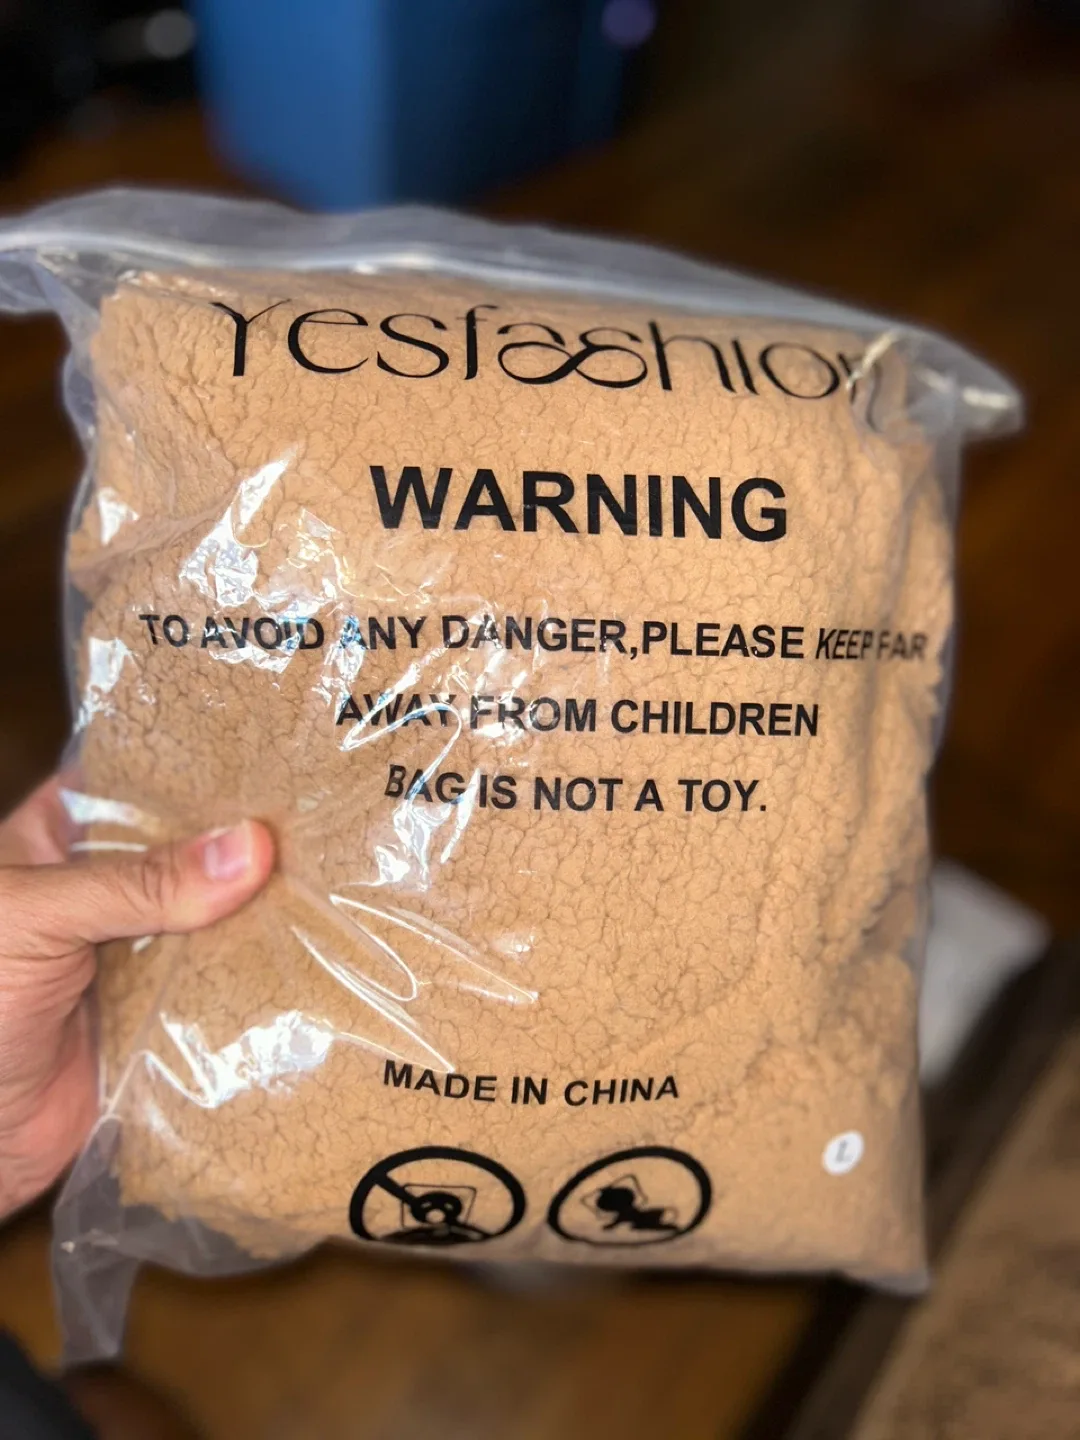 Yesfashion
WARNING
TO AVOID ANY DANGER,PLEASE KEEP FAR
AWAY FROM CHILDREN
BAG IS NOT A TOY.
MADE IN CHINA
L